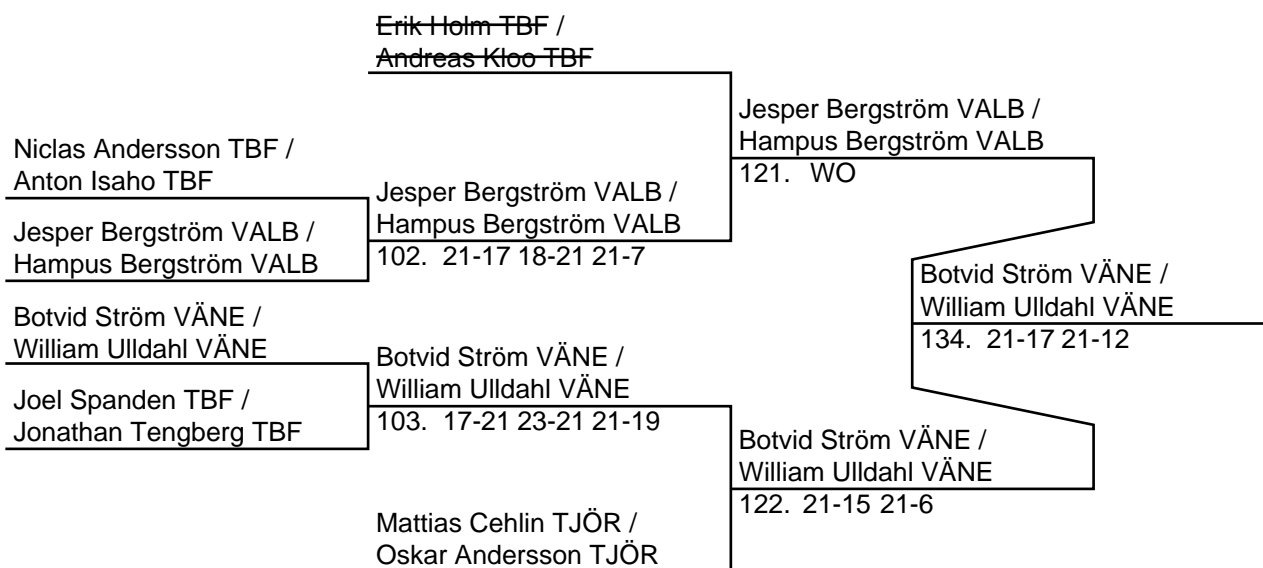 Erik Holm TBF /
Andreas Kloo TBF
Jesper Bergström VALB /
Hampus Bergström VALB
121. WO
Niclas Andersson TBF /
Anton Isaho TBF
Jesper Bergström VALB /
Hampus Bergström VALB
102. 21-17 18-21 21-7
Jesper Bergström VALB /
Hampus Bergström VALB
Botvid Ström VÄNE /
William Ulldahl VÄNE
134. 21-17 21-12
Botvid Ström VÄNE /
William Ulldahl VÄNE
Botvid Ström VÄNE /
William Ulldahl VÄNE
103. 17-21 23-21 21-19
Joel Spanden TBF /
Jonathan Tengberg TBF
Botvid Ström VÄNE /
William Ulldahl VÄNE
122. 21-15 21-6
Mattias Cehlin TJÖR /
Oskar Andersson TJÖR